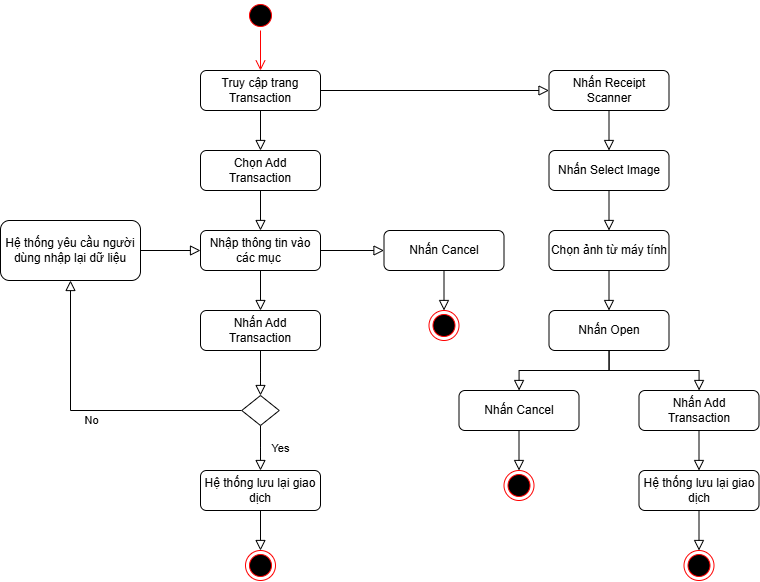 Truy cập trang
Transaction
Nhấn Receipt
Scanner
Chọn Add
Transaction
Nhấn Select Image
Hệ thống yêu cầu người
dùng nhập lại dữ liệu
Nhập thông tin vào
các mục
Nhấn Cancel
Chọn ảnh từ máy tính
Nhấn Add
Transaction
Nhấn Open
No
Yes
Nhấn Cancel
Nhấn Add
Transaction
Hệ thống lưu lại giao
dịch
Hệ thống lưu lại giao
dịch